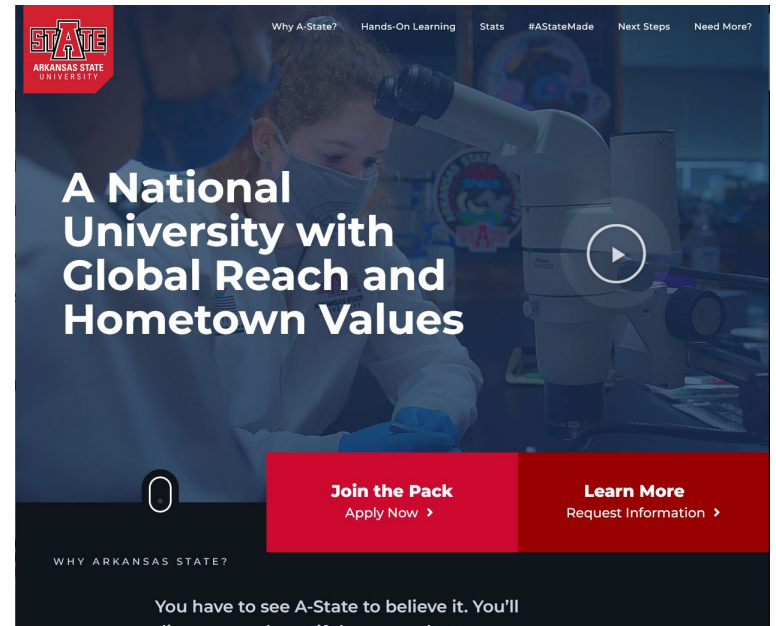 STATE
ARKANSAS STATE
UNIVERSITY
Why A-State?
Hands-On Learning
Stats
#AStateMade
Next Steps
Need More?
A National
University with
Global Reach and
Hometown Values
Join the Pack
Apply Now
Learn More
Request Information
WHY ARKANSAS STATE?
You have to see A-State to believe it. You’ll